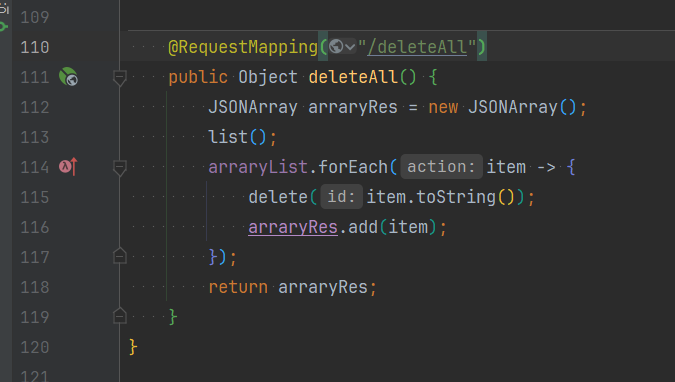 109
110 @RequestMapping("/deleteAll")
111 public Object deleteAll() {
112 JSONArray arraryRes = new JSONArray();
113 list();
114 arraryList.forEach( action: item -> {
115 delete( id: item.toString());
116 arraryRes.add(item);
117 });
118 return arraryRes;
119 }
120 }
121